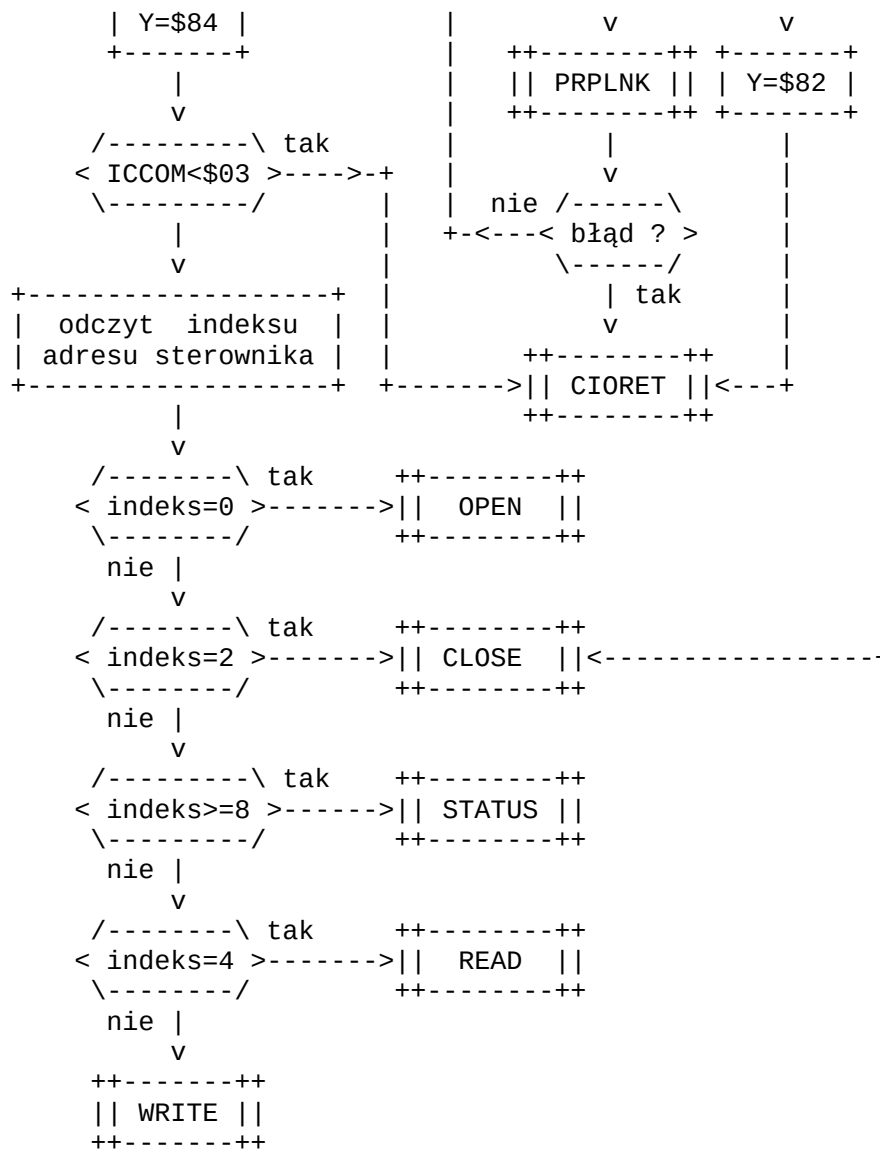 | Y=$84 |            |         v          v
      +-------+            |   ++--------++ +-------+
          |                |   || PRPLNK || | Y=$82 |
          v                |   ++--------++ +-------+
     /---------\ tak       |         |          |
    < ICCOM<$03 >---->-+   |         v          |
     \---------/       |   |  nie /------\      |
          |            |   +-<---< błąd ? >     |
          v            |          \------/      |
+-------------------+  |             | tak      |
|  odczyt  indeksu  |  |             v          |
| adresu sterownika |  |        ++--------++    |
+-------------------+  +------->|| CIORET ||<---+
          |                     ++--------++
          v
     /--------\ tak     ++--------++
    < indeks=0 >------->||  OPEN  ||
     \--------/         ++--------++
      nie |
          v
     /--------\ tak     ++--------++
    < indeks=2 >------->|| CLOSE  ||<-----------------+
     \--------/         ++--------++
      nie |
          v
     /---------\ tak    ++--------++
    < indeks>=8 >------>|| STATUS ||
     \---------/        ++--------++
      nie |
          v
     /--------\ tak     ++--------++
    < indeks=4 >------->||  READ  ||
     \--------/         ++--------++
      nie |
          v
     ++-------++
     || WRITE ||
     ++-------++